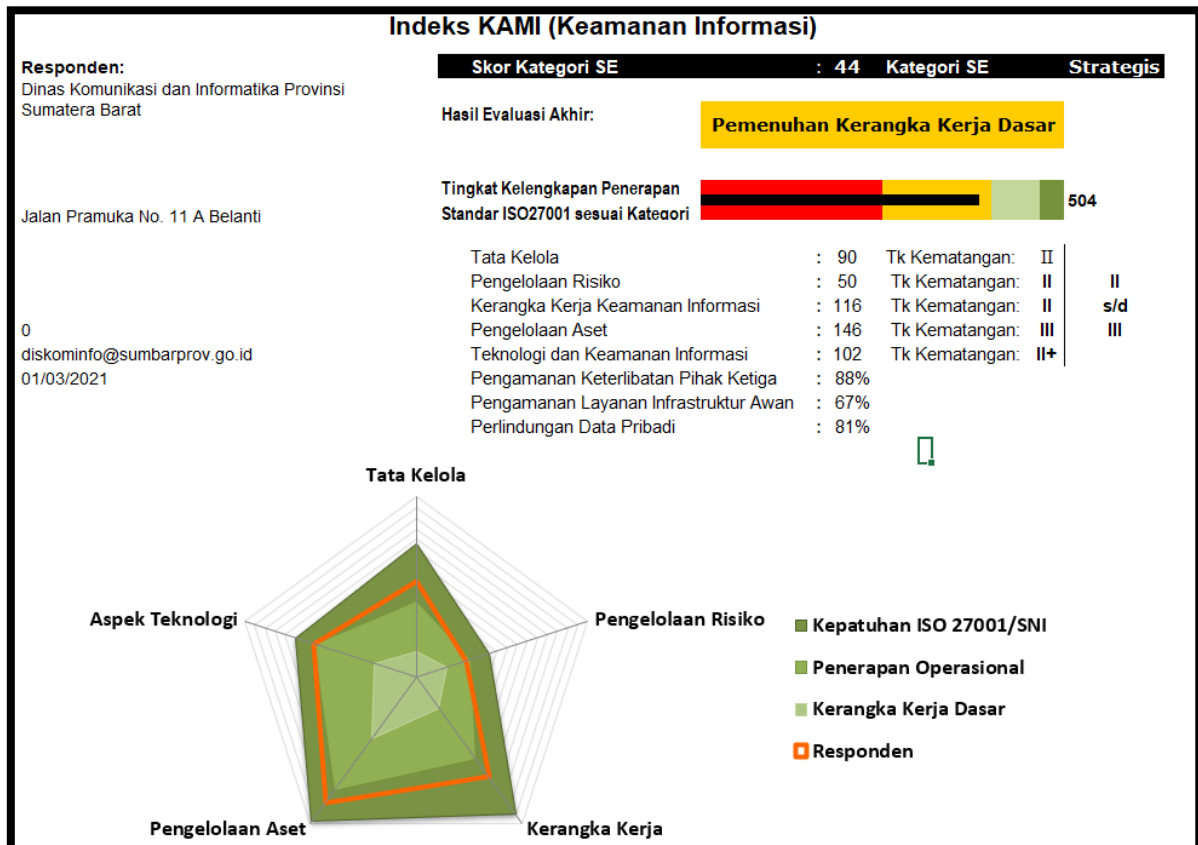 Indeks KAMI (Keamanan Informasi)
Responden:
Dinas Komunikasi dan Informatika Provinsi
Sumatera Barat
Jalan Pramuka No. 11 A Belanti
0
diskominfo@sumbarprov.go.id
01/03/2021
Skor Kategori SE : 44 Kategori SE Strategis
Hasil Evaluasi Akhir: Pemenuhan Kerangka Kerja Dasar
Tingkat Kelengkapan Penerapan
Standar ISO27001 sesuai Kategori
504
Tata Kelola : 90 Tk Kematangan: II
Pengelolaan Risiko : 50 Tk Kematangan: II II
Kerangka Kerja Keamanan Informasi : 116 Tk Kematangan: II s/d
Pengelolaan Aset : 146 Tk Kematangan: III III
Teknologi dan Keamanan Informasi : 102 Tk Kematangan: II+
Pengamanan Keterlibatan Pihak Ketiga : 88%
Pengamanan Layanan Infrastruktur Awan : 67%
Perlindungan Data Pribadi : 81%
Tata Kelola
Aspek Teknologi
Pengelolaan Risiko
Pengelolaan Aset
Kerangka Kerja
Kepatuhan ISO 27001/SNI
Penerapan Operasional
Kerangka Kerja Dasar
Responden